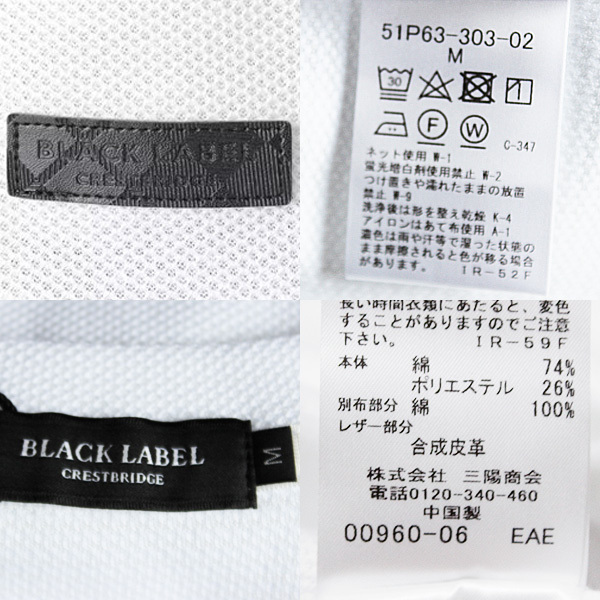 BLACK LABEL
CRESTBRIDGE
51P63-303-02
M
30
F
W
C-347
ネット使用 W-1
蛍光増白剤使用禁止 W-2
つけ置きや濡れたままの放置
禁止 W-9
洗浄後は形を整え乾燥 K-4
アイロンはあて布使用 A-1
濃色は雨や汗等で湿った状態の
まま摩擦されると色が移る場合
があります。 IR-52F
BLACK LABEL
CRESTBRIDGE
M
長い時間衣類にあたると、変色
することがありますのでご注意
下さい。 IR-59F
本体 綿 74%
ポリエステル 26%
別布部分 綿 100%
レザー部分
合成皮革
株式会社 三陽商会
電話0120-340-460
中国製
00960-06 EAE